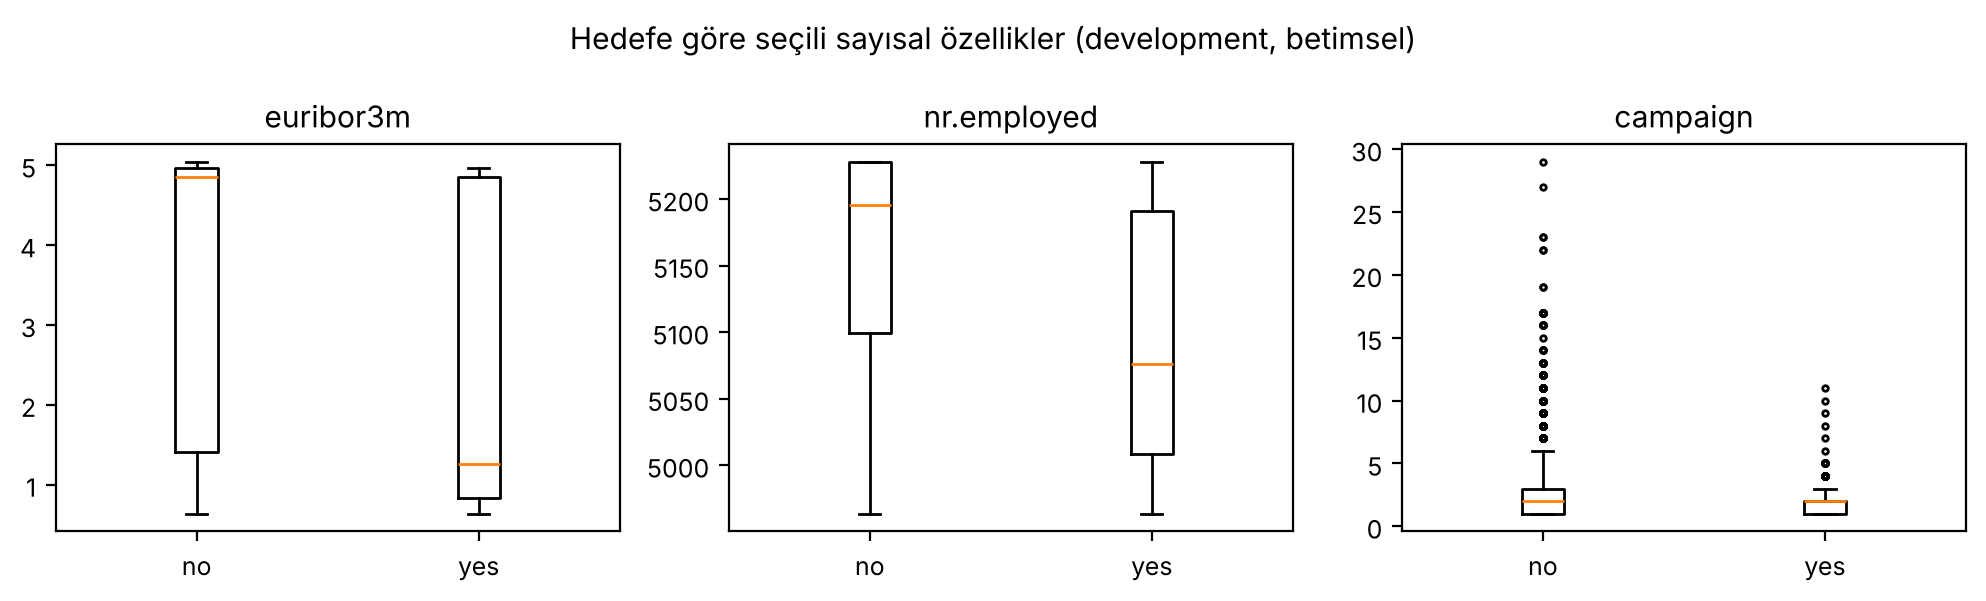 Hedefe göre seçili sayısal özellikler (development, betimsel)
euribor3m
5
4
3
2
1
no
yes
nr.employed
5200
5150
5100
5050
5000
no
yes
campaign
30
25
20
15
10
5
0
no
yes